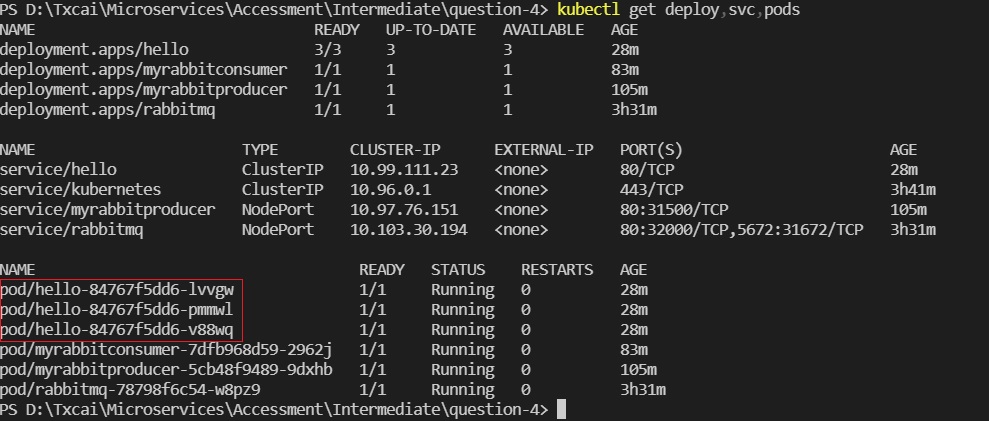 PS D:\Txcai\Microservices\Accessment\Intermediate\question-4> kubectl get deploy,svc,pods
NAME READY UP-TO-DATE AVAILABLE AGE
deployment.apps/hello 3/3 3 3 28m
deployment.apps/myrabbitconsumer 1/1 1 1 83m
deployment.apps/myrabbitproducer 1/1 1 1 105m
deployment.apps/rabbitmq 1/1 1 1 3h31m
NAME TYPE CLUSTER-IP EXTERNAL-IP PORT(S) AGE
service/hello ClusterIP 10.99.111.23 <none> 80/TCP 28m
service/kubernetes ClusterIP 10.96.0.1 <none> 443/TCP 3h41m
service/myrabbitproducer NodePort 10.97.76.151 <none> 80:31500/TCP 105m
service/rabbitmq NodePort 10.103.30.194 <none> 80:32000/TCP,5672:31672/TCP 3h31m
NAME READY STATUS RESTARTS AGE
pod/hello-84767f5dd6-lvvgw 1/1 Running 0 28m
pod/hello-84767f5dd6-pmmwl 1/1 Running 0 28m
pod/hello-84767f5dd6-v88wq 1/1 Running 0 28m
pod/myrabbitconsumer-7dfb968d59-2962j 1/1 Running 0 83m
pod/myrabbitproducer-5cb48f9489-9dxhb 1/1 Running 0 105m
pod/rabbitmq-78798f6c54-w8pz9 1/1 Running 0 3h31m
PS D:\Txcai\Microservices\Accessment\Intermediate\question-4>